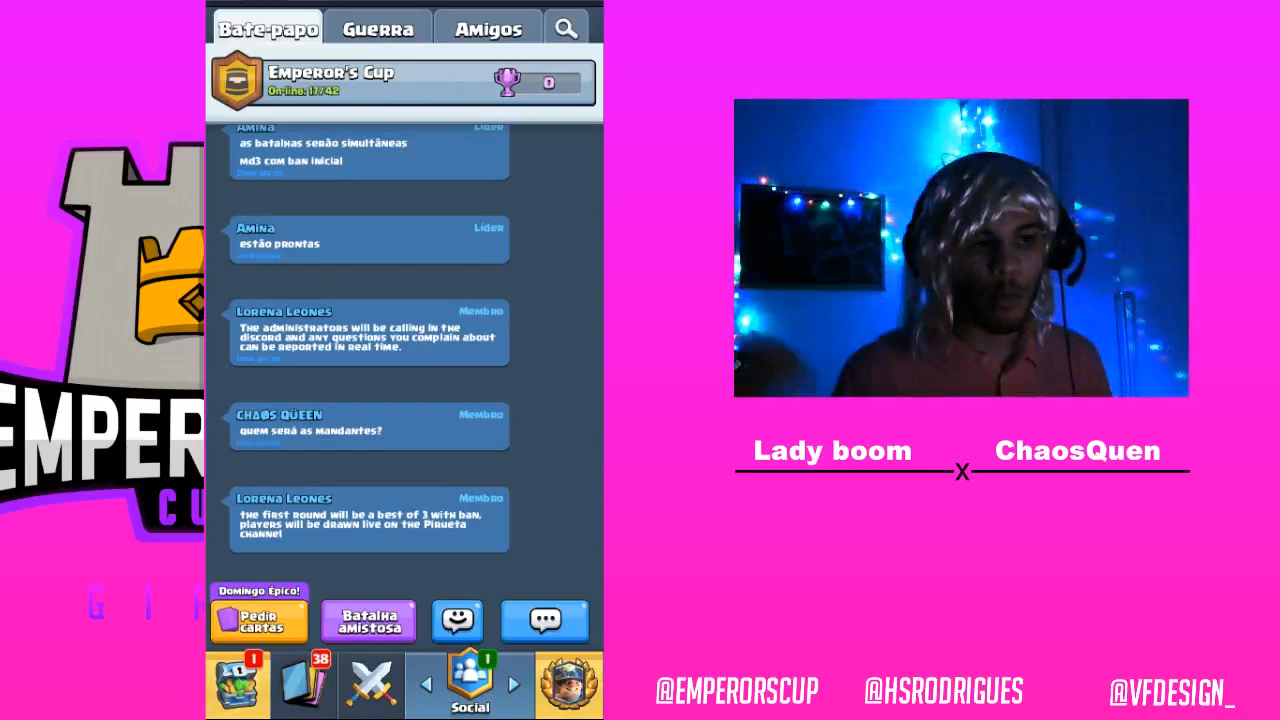 Bate-papo
Guerra
Amigos
Emperor's Cup
On-line: 17/42
0
Amina
Líder
as batalhas serão simultâneas
md3 com ban inicial
Amina
Líder
estão prontas
Lorena Leones
Membro
The administrators will be calling in the
discord and any questions you complain about
can be reported in real time.
CHΔØS QUEEN
Membro
quem será as mandantes?
Lorena Leones
Membro
the first round will be a best of 3 with ban,
players will be drawn live on the Pirueta
channel
Domingo Épico!
Pedir
cartas
Batalha
amistosa
1
38
1
Social
EMPER
CU
Lady boom
ChaosQuen
X
@EMPERORSCUP
@HSRODRIGUES
@VFDESIGN_